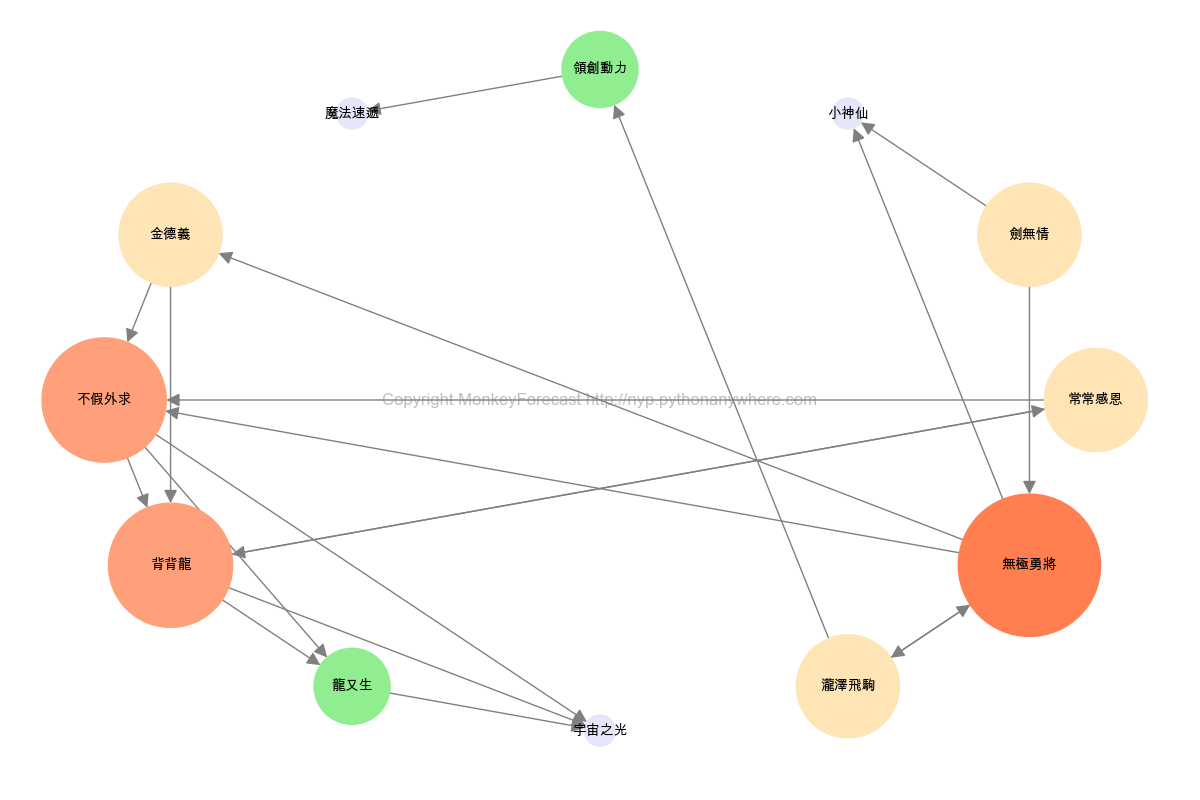 領創動力
魔法速遞
小神仙
金德義
劍無情
不假外求
Copyright MonkeyForecast http://nyp.pythonanywhere.com
常常感恩
背背龍
無極勇將
龍又生
瀧澤飛駒
宇宙之光